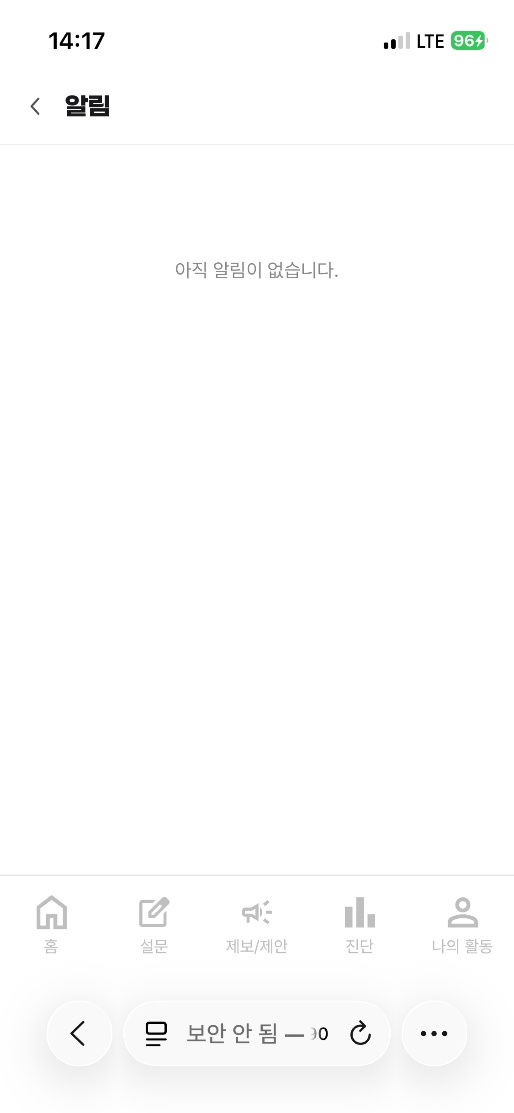 14:17 LTE 96
알림
아직 알림이 없습니다.
홈 설문 제보/제안 진단 나의 활동
보안 안 됨 —